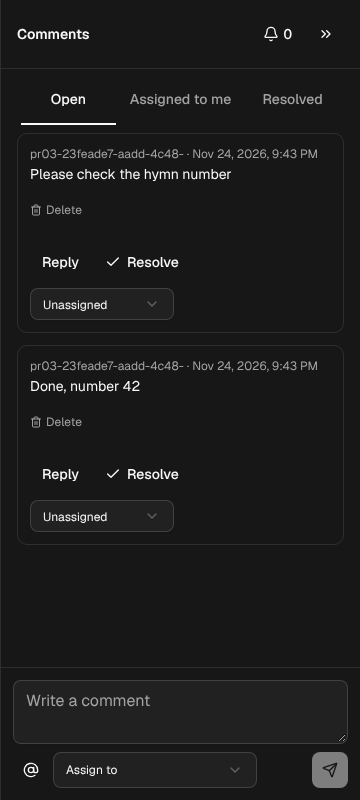 Comments
0
Open
Assigned to me
Resolved
pr03-23feade7-aadd-4c48- · Nov 24, 2026, 9:43 PM
Please check the hymn number
Delete
Reply
Resolve
Unassigned
pr03-23feade7-aadd-4c48- · Nov 24, 2026, 9:43 PM
Done, number 42
Delete
Reply
Resolve
Unassigned
Write a comment
@
Assign to